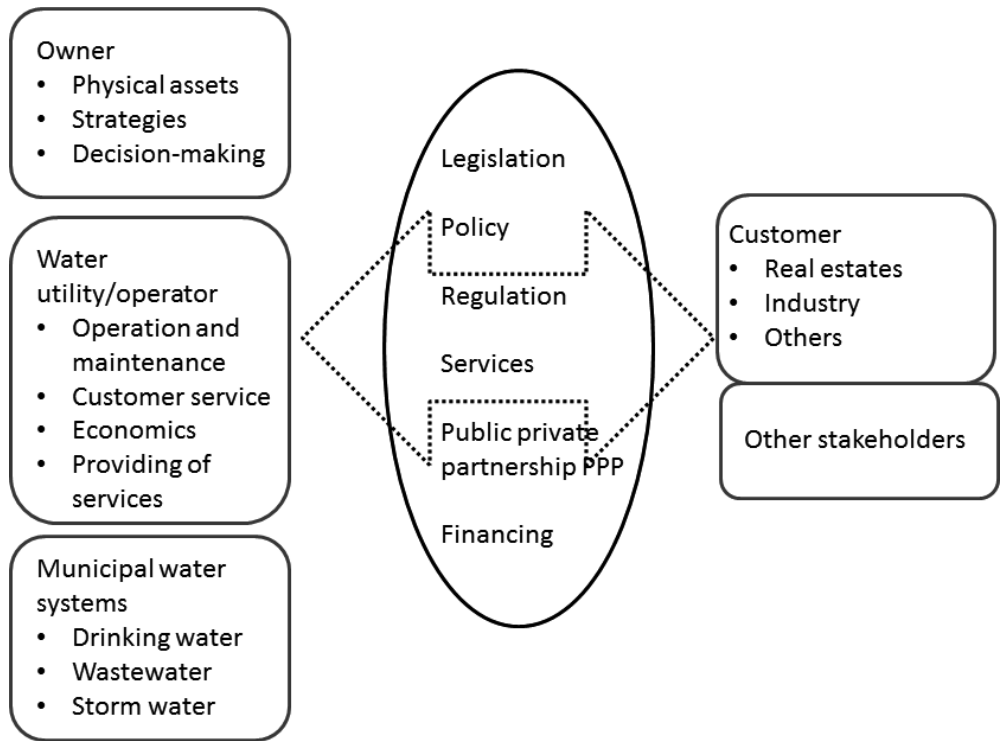 Owner
• Physical assets
• Strategies
• Decision-making
Water
utility/operator
• Operation and
maintenance
• Customer service
• Economics
• Providing of
services
Municipal water
systems
• Drinking water
• Wastewater
• Storm water
Legislation
Policy
Regulation
Services
Public private
partnership PPP
Financing
Customer
• Real estates
• Industry
• Others
Other stakeholders